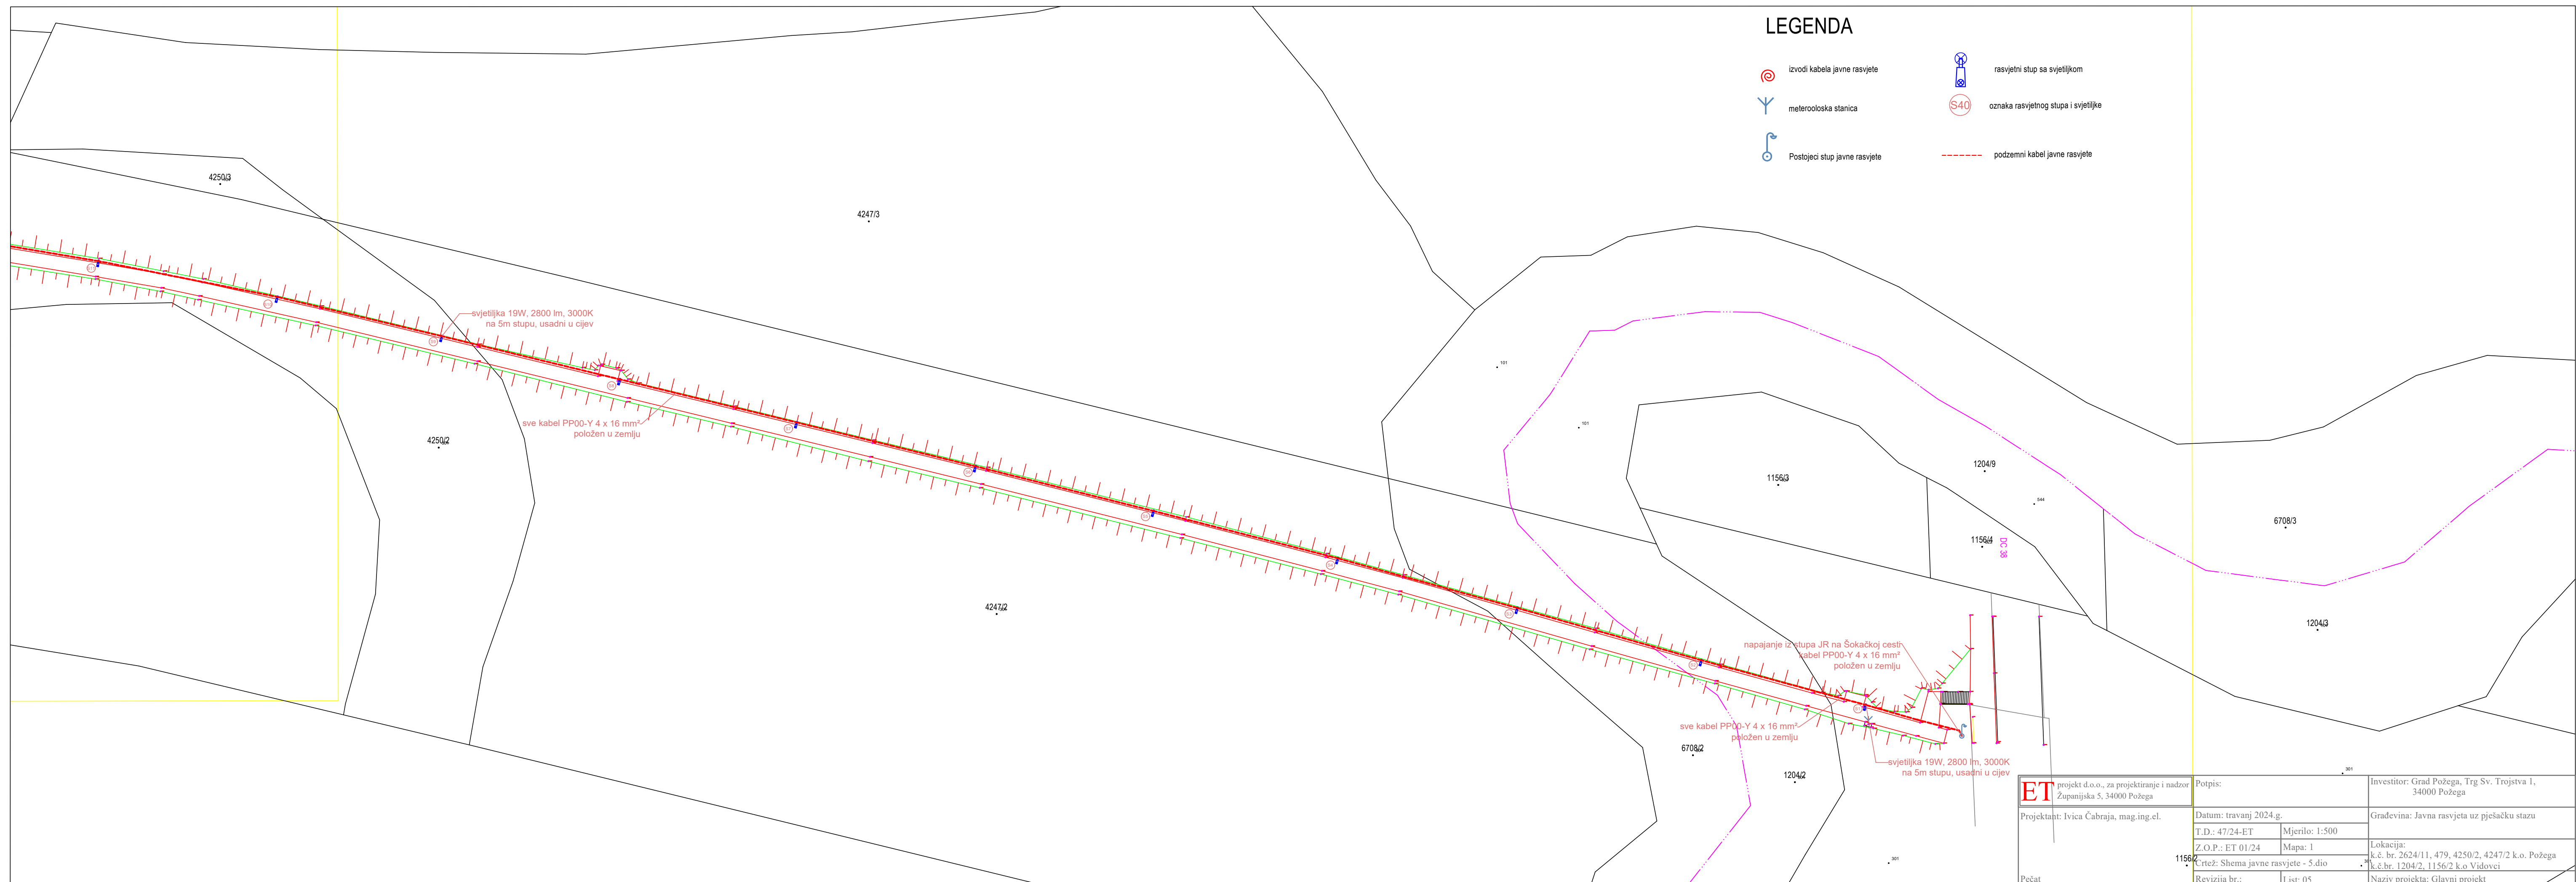 LEGENDA
izvodi kabela javne rasvjete
rasvjetni stup sa svjetiljkom
meterooloska stanica
S40
oznaka rasvjetnog stupa i svjetiljke
Postojeci stup javne rasvjete
podzemni kabel javne rasvjete
4250/3
4247/3
svjetiljka 19W, 2800 lm, 3000K
na 5m stupu, usadni u cijev
sve kabel PP00-Y 4 x 16 mm²
položen u zemlju
4250/2
101
101
1156/3
1204/9
544
6708/3
1156/4
DC 38
4247/2
1204/3
napajanje iz stupa JR na Šokačkoj cesti
kabel PP00-Y 4 x 16 mm²
položen u zemlju
sve kabel PP00-Y 4 x 16 mm²
položen u zemlju
6708/2
1204/2
svjetiljka 19W, 2800 lm, 3000K
na 5m stupu, usadni u cijev
301
301
1156/2
ET projekt d.o.o., za projektiranje i nadzor
Županijska 5, 34000 Požega
Potpis:
Investitor: Grad Požega, Trg Sv. Trojstva 1,
34000 Požega
Projektant: Ivica Čabraja, mag.ing.el.
Datum: travanj 2024.g.
Građevina: Javna rasvjeta uz pješačku stazu
T.D.: 47/24-ET
Mjerilo: 1:500
Z.O.P.: ET 01/24
Mapa: 1
Lokacija:
k.č. br. 2624/11, 479, 4250/2, 4247/2 k.o. Požega
k.č.br. 1204/2, 1156/2 k.o Vidovci
Crtež: Shema javne rasvjete - 5.dio
Pečat
Revizija br.:
List: 05
Naziv projekta: Glavni projekt